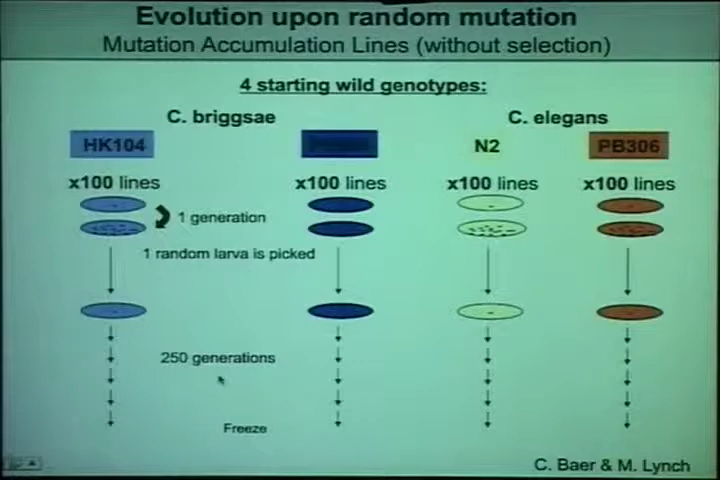 Evolution upon random mutation
Mutation Accumulation Lines (without selection)
4 starting wild genotypes:
C. briggsae
C. elegans
HK104
N2
PB306
x100 lines
x100 lines
x100 lines
x100 lines
1 generation
1 random larva is picked
250 generations
Freeze
C. Baer & M. Lynch